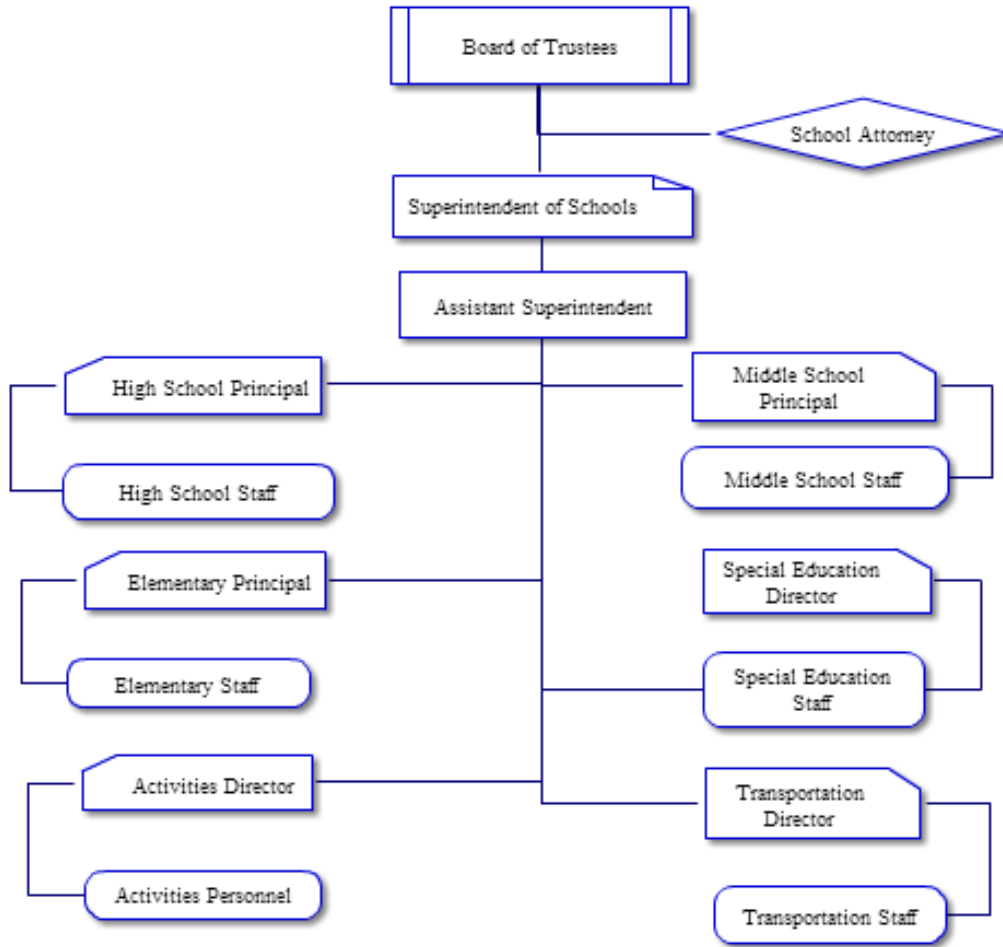 Board of Trustees
School Attorney
Superintendent of Schools
Assistant Superintendent
High School Principal
Middle School
Principal
High School Staff
Middle School Staff
Elementary Principal
Special Education
Director
Elementary Staff
Special Education
Staff
Activities Director
Transportation
Director
Activities Personnel
Transportation Staff